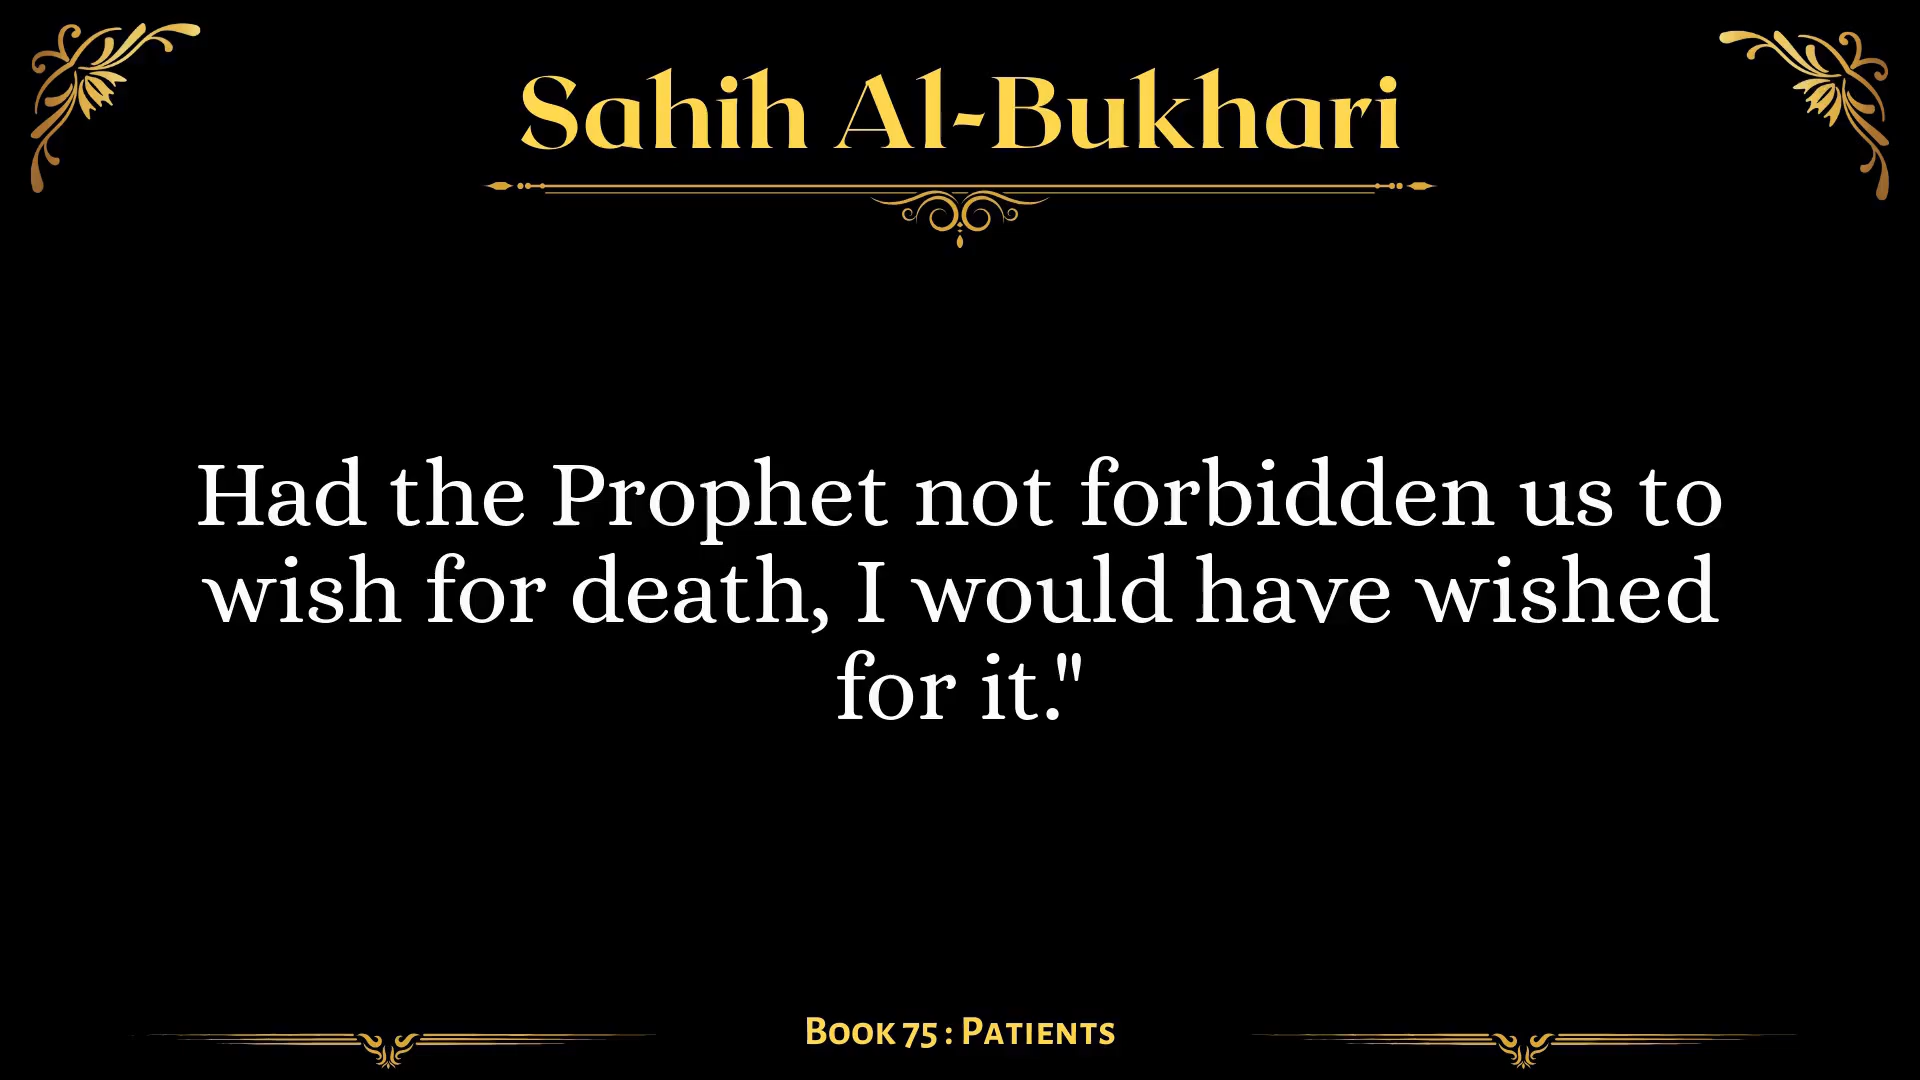 Sahih Al-Bukhari
Had the Prophet not forbidden us to
wish for death, I would have wished
for it."
Book 75 : Patients